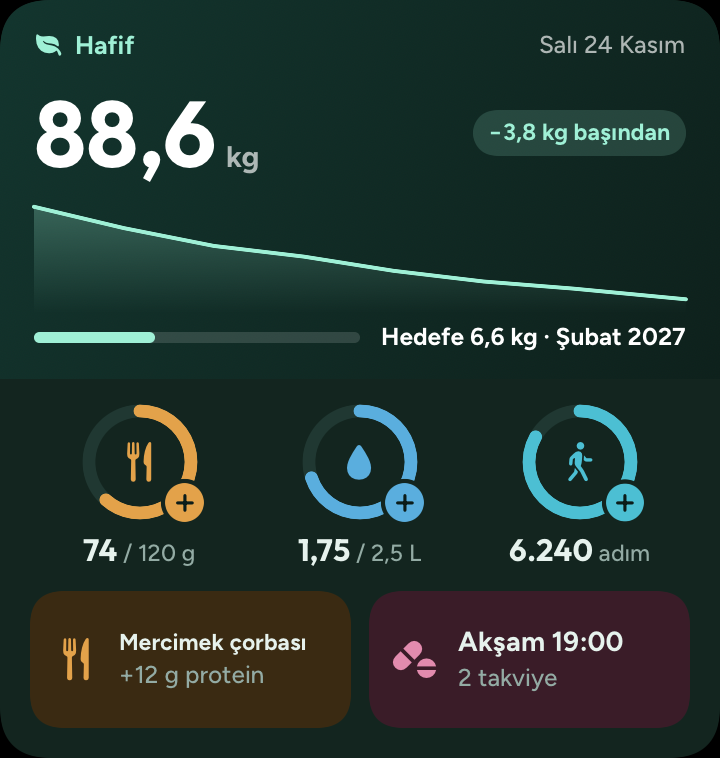 Hafif
Salı 24 Kasım
88,6 kg
−3,8 kg başından
Hedefe 6,6 kg · Şubat 2027
74 / 120 g
1,75 / 2,5 L
6.240 adım
Mercimek çorbası
+12 g protein
Akşam 19:00
2 takviye